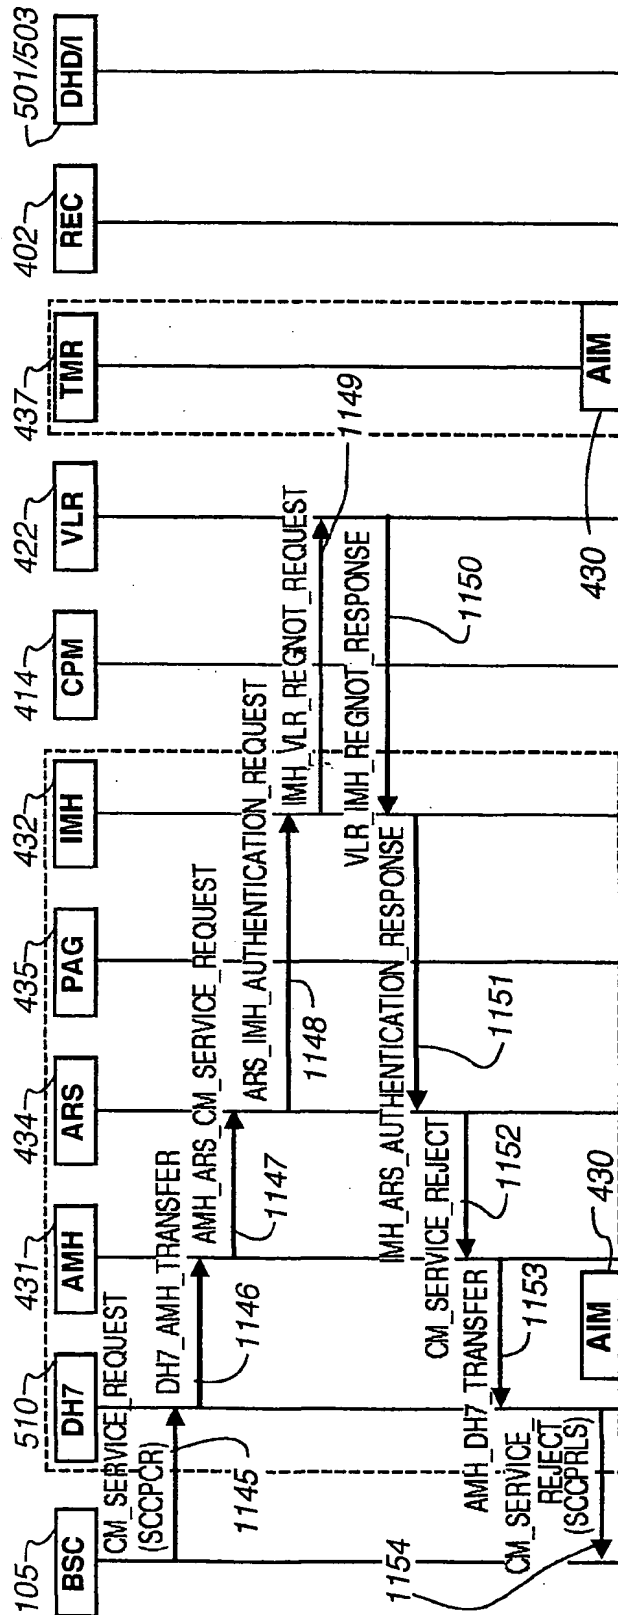 105
BSC
510
DH7
431
AMH
434
ARS
435
PAG
432
IMH
414
CPM
422
VLR
437
TMR
402
REC
501/503
DHD/I
CM_SERVICE_REQUEST
(SCCPCR)
1145
DH7_AMH_TRANSFER
1146
AMH_ARS_CM_SERVICE_REQUEST
1147
ARS_IMH_AUTHENTICATION_REQUEST
1148
IMH_VLR_REGNOT_REQUEST
1149
VLR_IMH_REGNOT_RESPONSE
1150
IMH_ARS_AUTHENTICATION_RESPONSE
1151
CM_SERVICE_REJECT
1152
AMH_DH7_TRANSFER
1153
CM_SERVICE_
REJECT
(SCCPRLS)
1154
AIM
430
AIM
430